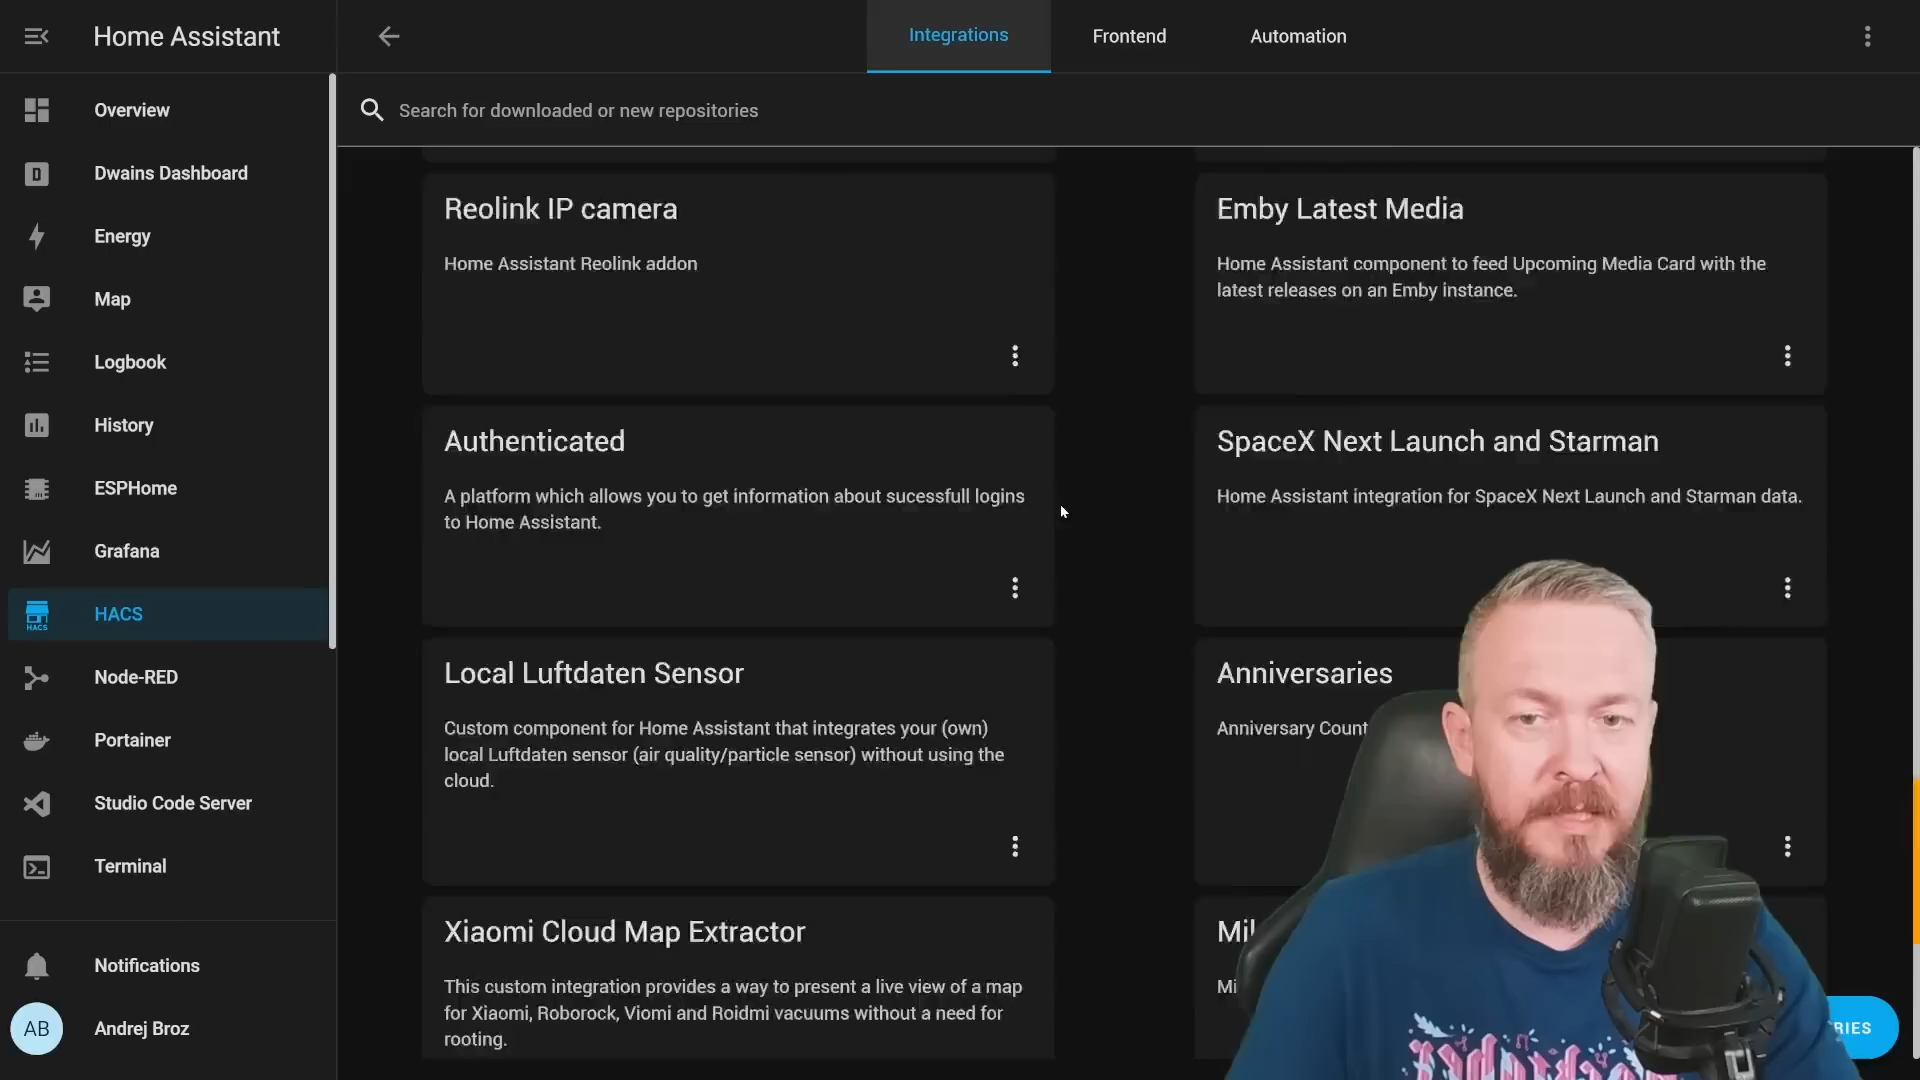 Home Assistant
Integrations
Frontend
Automation
Search for downloaded or new repositories
Overview
Dwains Dashboard
Energy
Map
Logbook
History
ESPHome
Grafana
HACS
HACS
Node-RED
Portainer
Studio Code Server
Terminal
Notifications
AB
Andrej Broz
Reolink IP camera
Home Assistant Reolink addon
Emby Latest Media
Home Assistant component to feed Upcoming Media Card with the
latest releases on an Emby instance.
Authenticated
A platform which allows you to get information about sucessfull logins
to Home Assistant.
SpaceX Next Launch and Starman
Home Assistant integration for SpaceX Next Launch and Starman data.
Local Luftdaten Sensor
Custom component for Home Assistant that integrates your (own)
local Luftdaten sensor (air quality/particle sensor) without using the
cloud.
Anniversaries
Anniversary Count
Xiaomi Cloud Map Extractor
This custom integration provides a way to present a live view of a map
for Xiaomi, Roborock, Viomi and Roidmi vacuums without a need for
rooting.
Mil
Mi
RIES